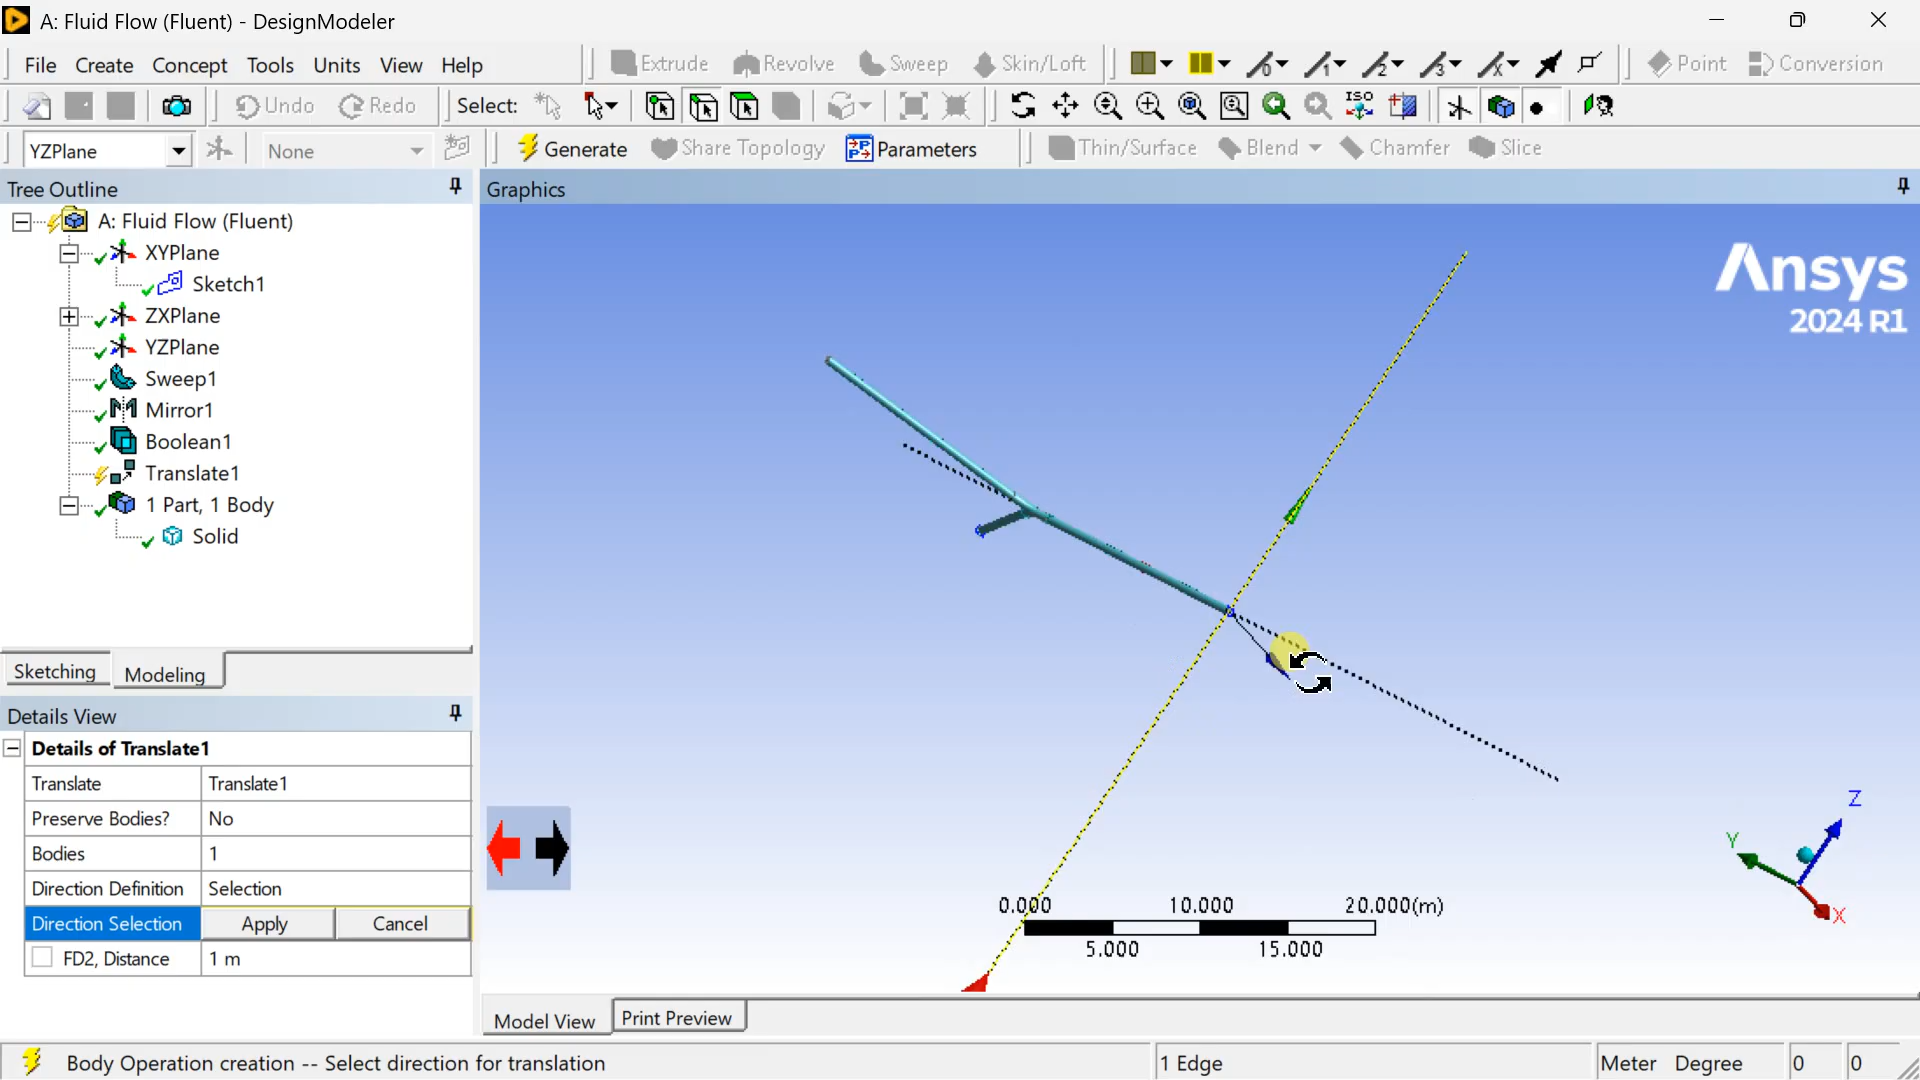 A: Fluid Flow (Fluent) - DesignModeler
File Create Concept Tools Units View Help
Extrude Revolve Sweep Skin/Loft
Point Conversion
Undo Redo Select:
ISO
YZPlane None Generate Share Topology Parameters
Thin/Surface Blend Chamfer Slice
Tree Outline
A: Fluid Flow (Fluent)
XYPlane
Sketch1
ZXPlane
YZPlane
Sweep1
Mirror1
Boolean1
Translate1
1 Part, 1 Body
Solid
Sketching Modeling
Details View
Details of Translate1
Translate Translate1
Preserve Bodies? No
Bodies 1
Direction Definition Selection
Direction Selection Apply Cancel
FD2, Distance 1 m
Graphics
Ansys
2024 R1
0.000 10.000 20.000(m)
5.000 15.000
Z
Y
X
Model View Print Preview
Body Operation creation -- Select direction for translation 1 Edge Meter Degree 0 0